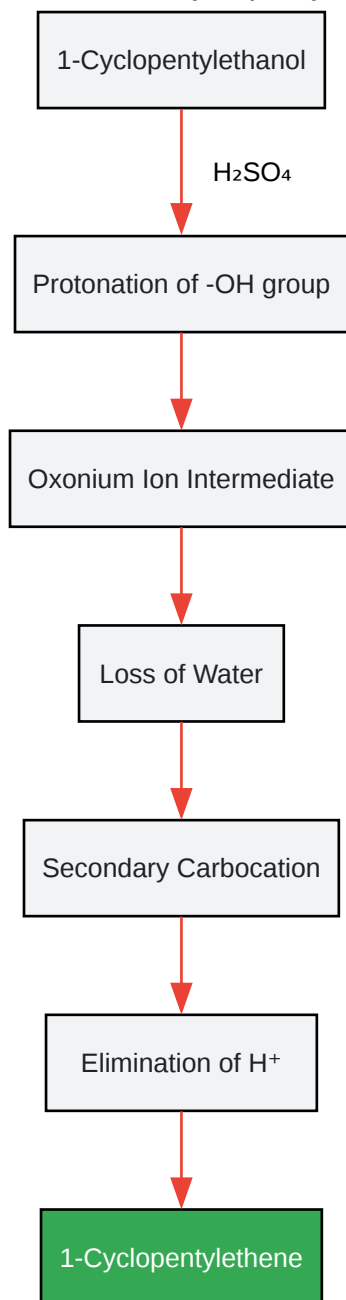 1-Cyclopentylethanol
H₂SO₄
Protonation of -OH group
Oxonium Ion Intermediate
Loss of Water
Secondary Carbocation
Elimination of H⁺
1-Cyclopentylethene